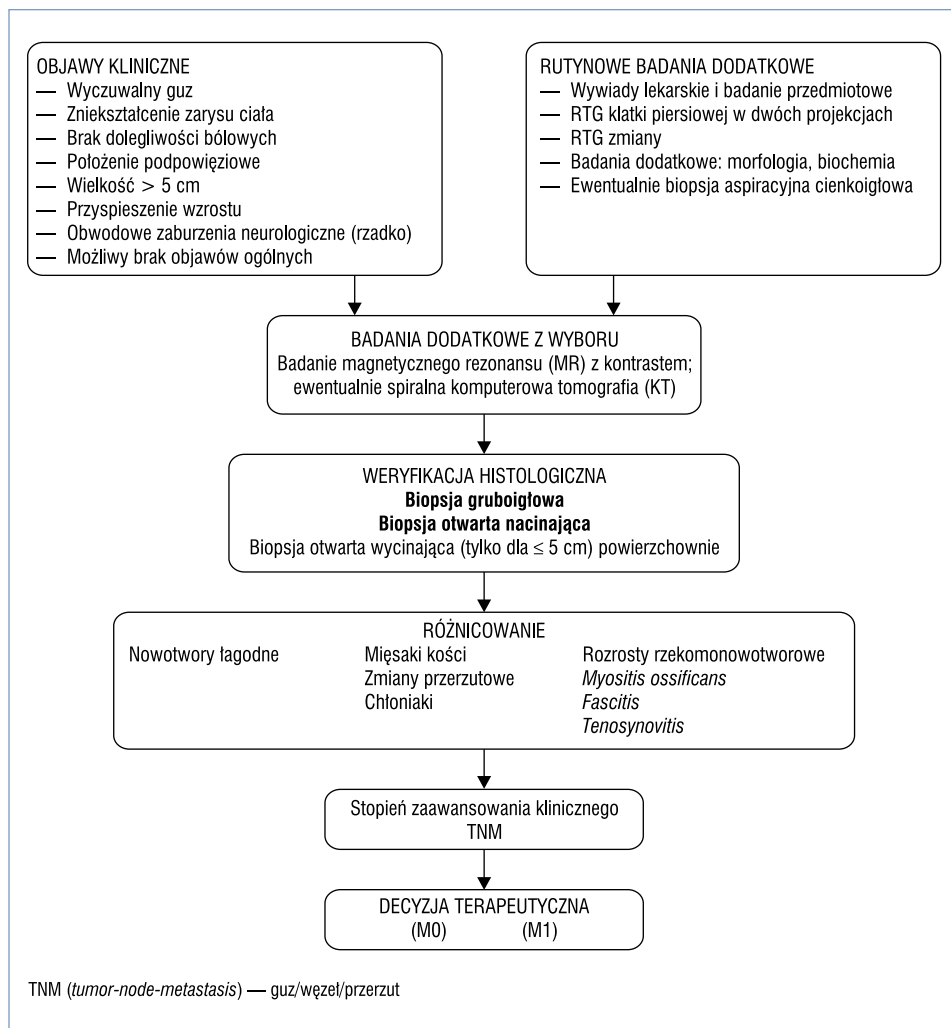 OBJAWY KLINICZNE
— Wyczuwalny guz
— Zniekształcenie zarysu ciała
— Brak dolegliwości bólowych
— Położenie podpowięziowe
— Wielkość > 5 cm
— Przyspieszenie wzrostu
— Obwodowe zaburzenia neurologiczne (rzadko)
— Możliwy brak objawów ogólnych
RUTYNOWE BADANIA DODATKOWE
— Wywiady lekarskie i badanie przedmiotowe
— RTG klatki piersiowej w dwóch projekcjach
— RTG zmiany
— Badania dodatkowe: morfologia, biochemia
— Ewentualnie biopsja aspiracyjna cienkoigłowa
BADANIA DODATKOWE Z WYBORU
Badanie magnetycznego rezonansu (MR) z kontrastem;
ewentualnie spiralna komputerowa tomografia (KT)
WERYFIKACJA HISTOLOGICZNA
Biopsja gruboigłowa
Biopsja otwarta nacinająca
Biopsja otwarta wycinająca (tylko dla ≤ 5 cm) powierzchownie
RÓŻNICOWANIE
Nowotwory łagodne
Mięsaki kości
Zmiany przerzutowe
Chłoniaki
Rozrosty rzekomonowotworowe
Myositis ossificans
Fascitis
Tenosynovitis
Stopień zaawansowania klinicznego
TNM
DECYZJA TERAPEUTYCZNA
(M0) (M1)
TNM (tumor-node-metastasis) — guz/węzeł/przerzut